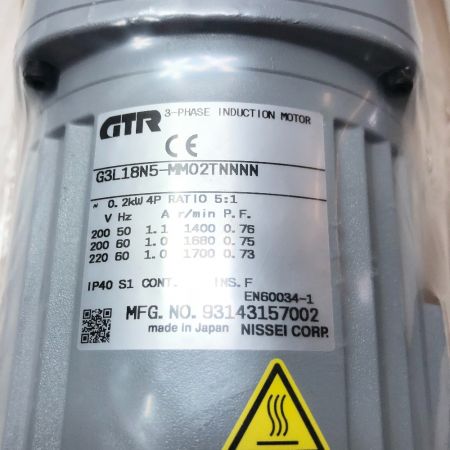 GTR 3-PHASE INDUCTION MOTOR
CE
G3L18N5-MM02TNNNN
~ 0.2kW 4P RATIO 5:1
V Hz A r/min P.F.
200 50 1.1 1400 0.76
200 60 1.0 1680 0.75
220 60 1.0 1700 0.73
IP40 S1 CONT. INS.F
EN60034-1
MFG. NO. 93143157002
made in Japan NISSEI CORP.